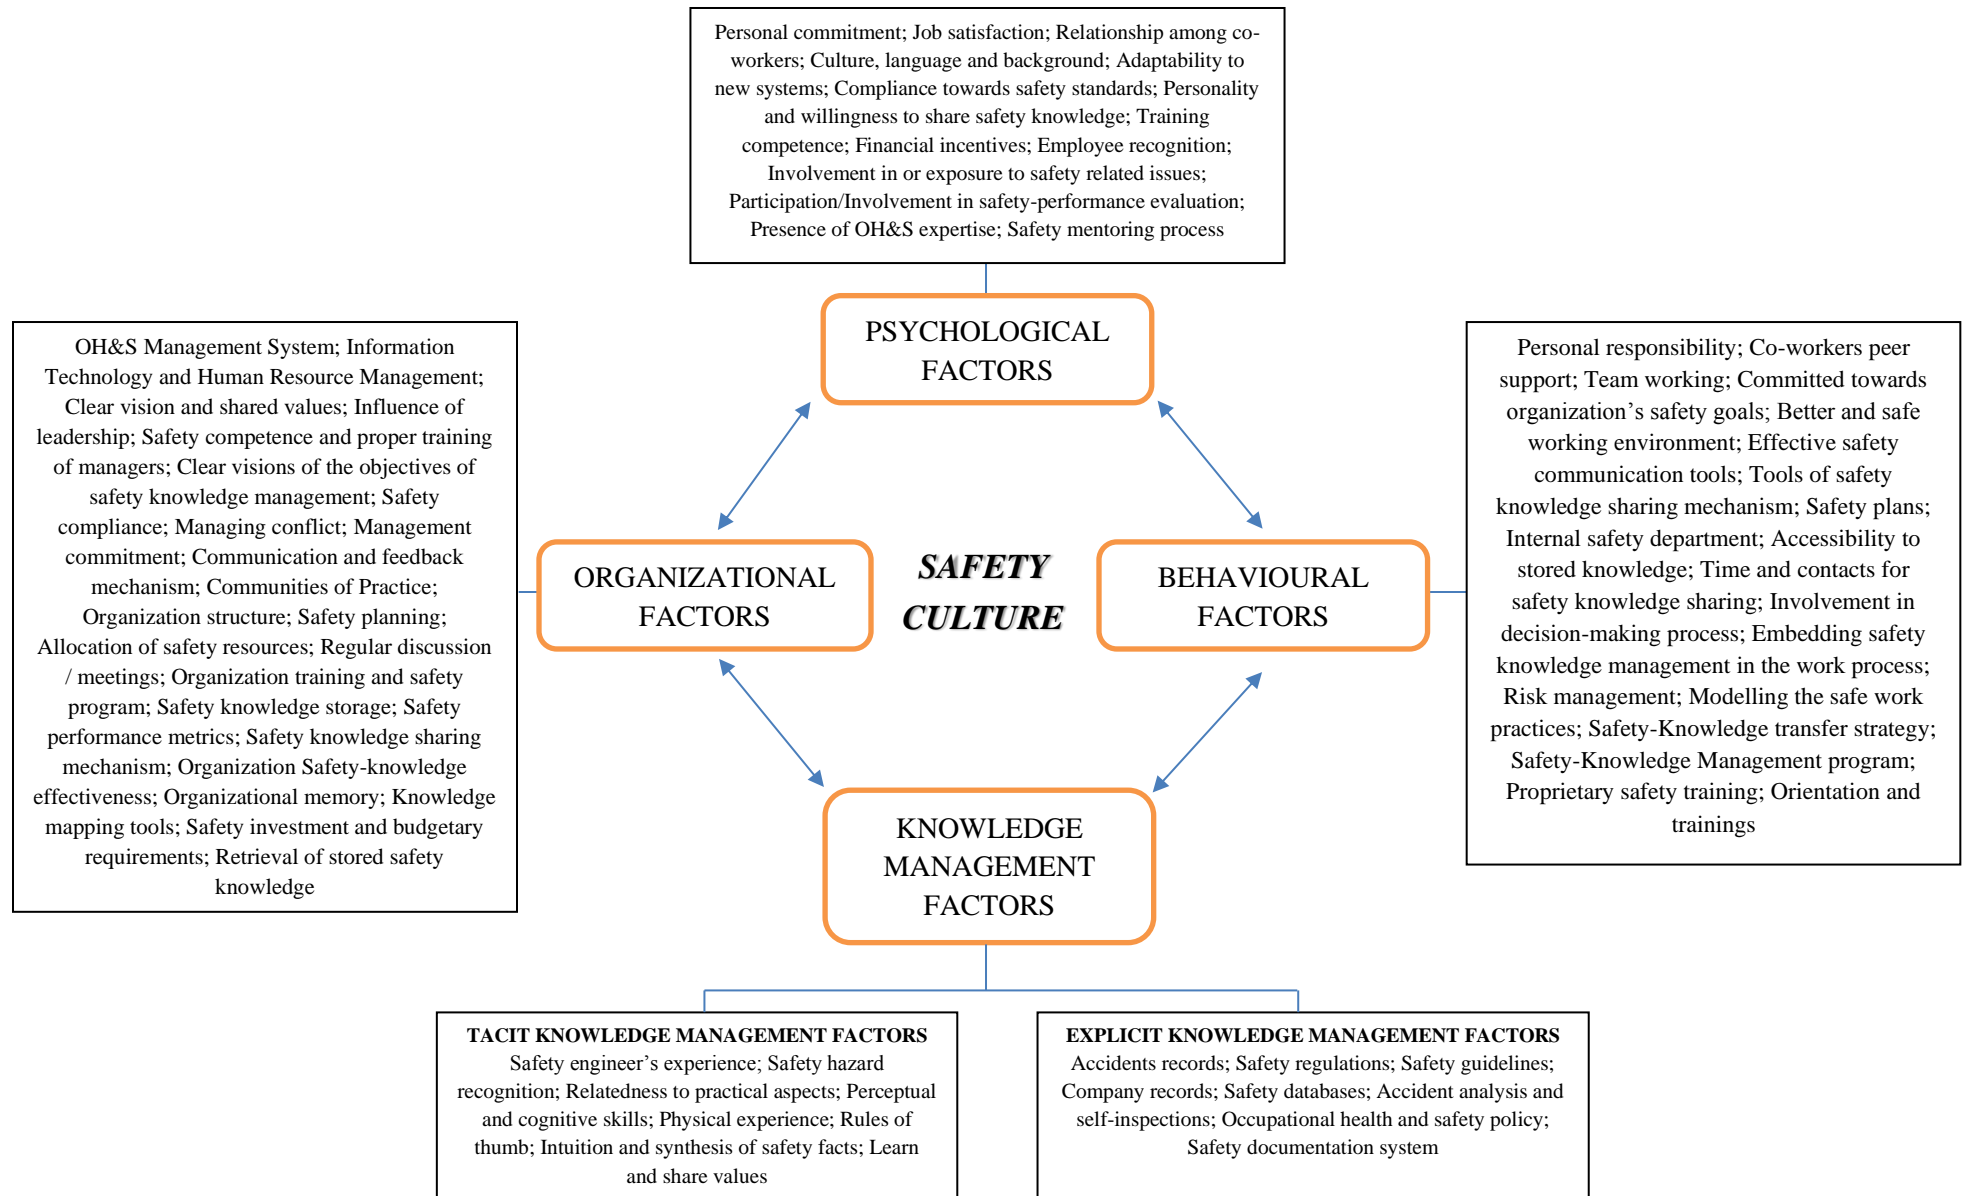 Personal commitment; Job satisfaction; Relationship among co-
workers; Culture, language and background; Adaptability to
new systems; Compliance towards safety standards; Personality
and willingness to share safety knowledge; Training
competence; Financial incentives; Employee recognition;
Involvement in or exposure to safety related issues;
Participation/Involvement in safety-performance evaluation;
Presence of OH&S expertise; Safety mentoring process
PSYCHOLOGICAL
FACTORS
OH&S Management System; Information
Technology and Human Resource Management;
Clear vision and shared values; Influence of
leadership; Safety competence and proper training
of managers; Clear visions of the objectives of
safety knowledge management; Safety
compliance; Managing conflict; Management
commitment; Communication and feedback
mechanism; Communities of Practice;
Organization structure; Safety planning;
Allocation of safety resources; Regular discussion
/ meetings; Organization training and safety
program; Safety knowledge storage; Safety
performance metrics; Safety knowledge sharing
mechanism; Organization Safety-knowledge
effectiveness; Organizational memory; Knowledge
mapping tools; Safety investment and budgetary
requirements; Retrieval of stored safety
knowledge
ORGANIZATIONAL
FACTORS
SAFETY
CULTURE
BEHAVIOURAL
FACTORS
Personal responsibility; Co-workers peer
support; Team working; Committed towards
organization’s safety goals; Better and safe
working environment; Effective safety
communication tools; Tools of safety
knowledge sharing mechanism; Safety plans;
Internal safety department; Accessibility to
stored knowledge; Time and contacts for
safety knowledge sharing; Involvement in
decision-making process; Embedding safety
knowledge management in the work process;
Risk management; Modelling the safe work
practices; Safety-Knowledge transfer strategy;
Safety-Knowledge Management program;
Proprietary safety training; Orientation and
trainings
KNOWLEDGE
MANAGEMENT
FACTORS
TACIT KNOWLEDGE MANAGEMENT FACTORS
Safety engineer’s experience; Safety hazard
recognition; Relatedness to practical aspects; Perceptual
and cognitive skills; Physical experience; Rules of
thumb; Intuition and synthesis of safety facts; Learn
and share values
EXPLICIT KNOWLEDGE MANAGEMENT FACTORS
Accidents records; Safety regulations; Safety guidelines;
Company records; Safety databases; Accident analysis and
self-inspections; Occupational health and safety policy;
Safety documentation system